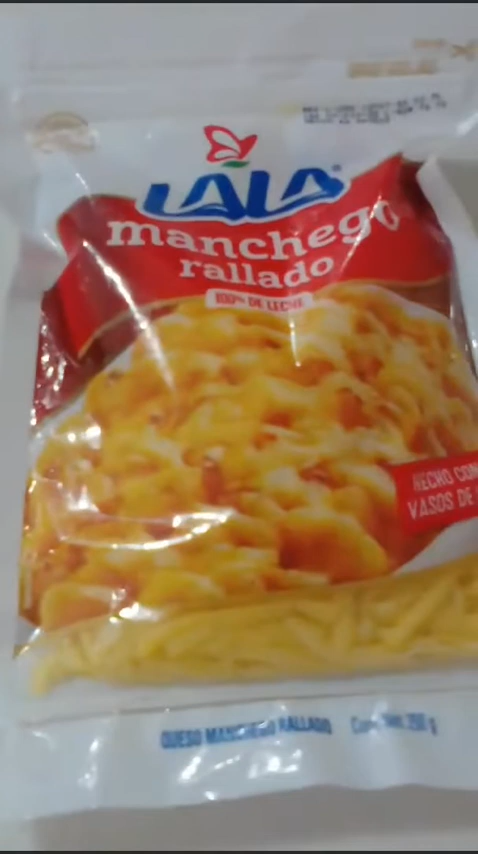 LALA
manchego
rallado
100% DE LECHE
HECHO CON
VASOS DE
QUESO MANCHEGO RALLADO